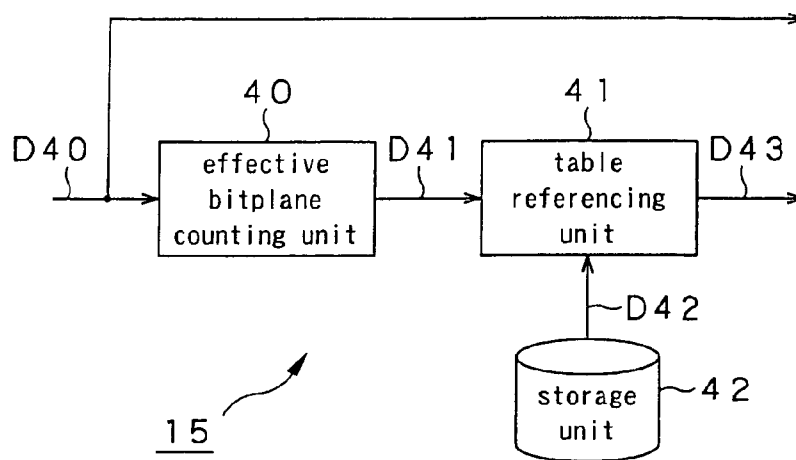 40
41
D40
effective
bitplane
counting unit
D41
table
referencing
unit
D43
D42
storage
unit
42
15